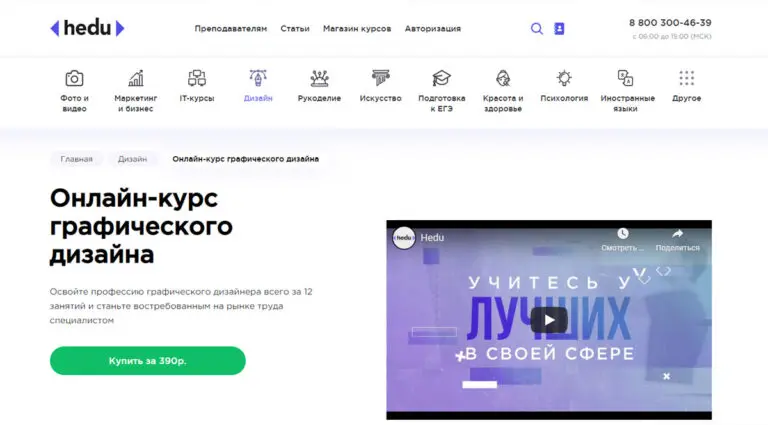 hedu
Преподавателям Статьи Магазин курсов Авторизация
8 800 300-46-39
с 06:00 до 15:00 (МСК)
Фото и видео
Маркетинг и бизнес
IT-курсы
Дизайн
Рукоделие
Искусство
Подготовка к ЕГЭ
Красота и здоровье
Психология
Иностранные языки
Другое
Главная Дизайн Онлайн-курс графического дизайна
Онлайн-курс
графического
дизайна
Освойте профессию графического дизайнера всего за 12
занятий и станьте востребованным на рынке труда
специалистом
Купить за 390р.
hedu Hedu
Смотреть ... Поделиться
УЧИТЕСЬ У
ЛУЧШИХ
В СВОЕЙ СФЕРЕ